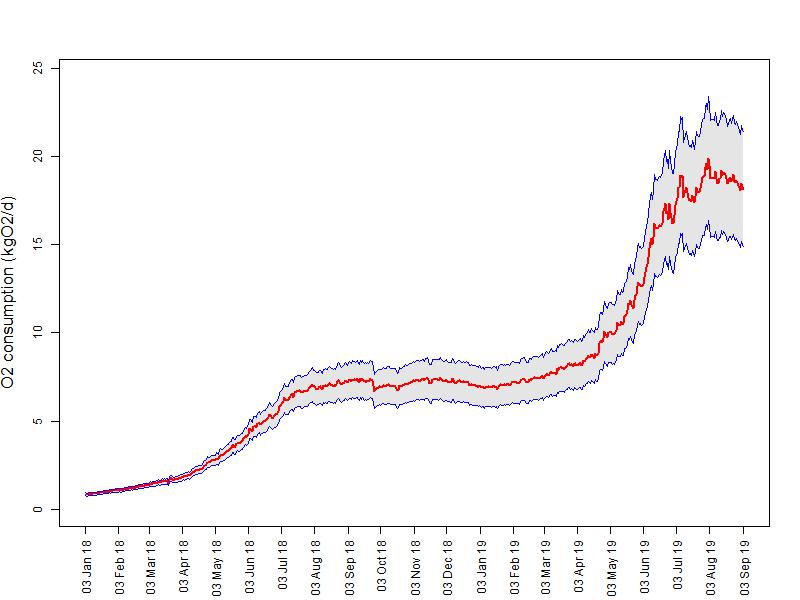 O2 consumption (kgO2/d)
25
20
15
10
5
0
03 Jan 18
03 Feb 18
03 Mar 18
03 Apr 18
03 May 18
03 Jun 18
03 Jul 18
03 Aug 18
03 Sep 18
03 Oct 18
03 Nov 18
03 Dec 18
03 Jan 19
03 Feb 19
03 Mar 19
03 Apr 19
03 May 19
03 Jun 19
03 Jul 19
03 Aug 19
03 Sep 19